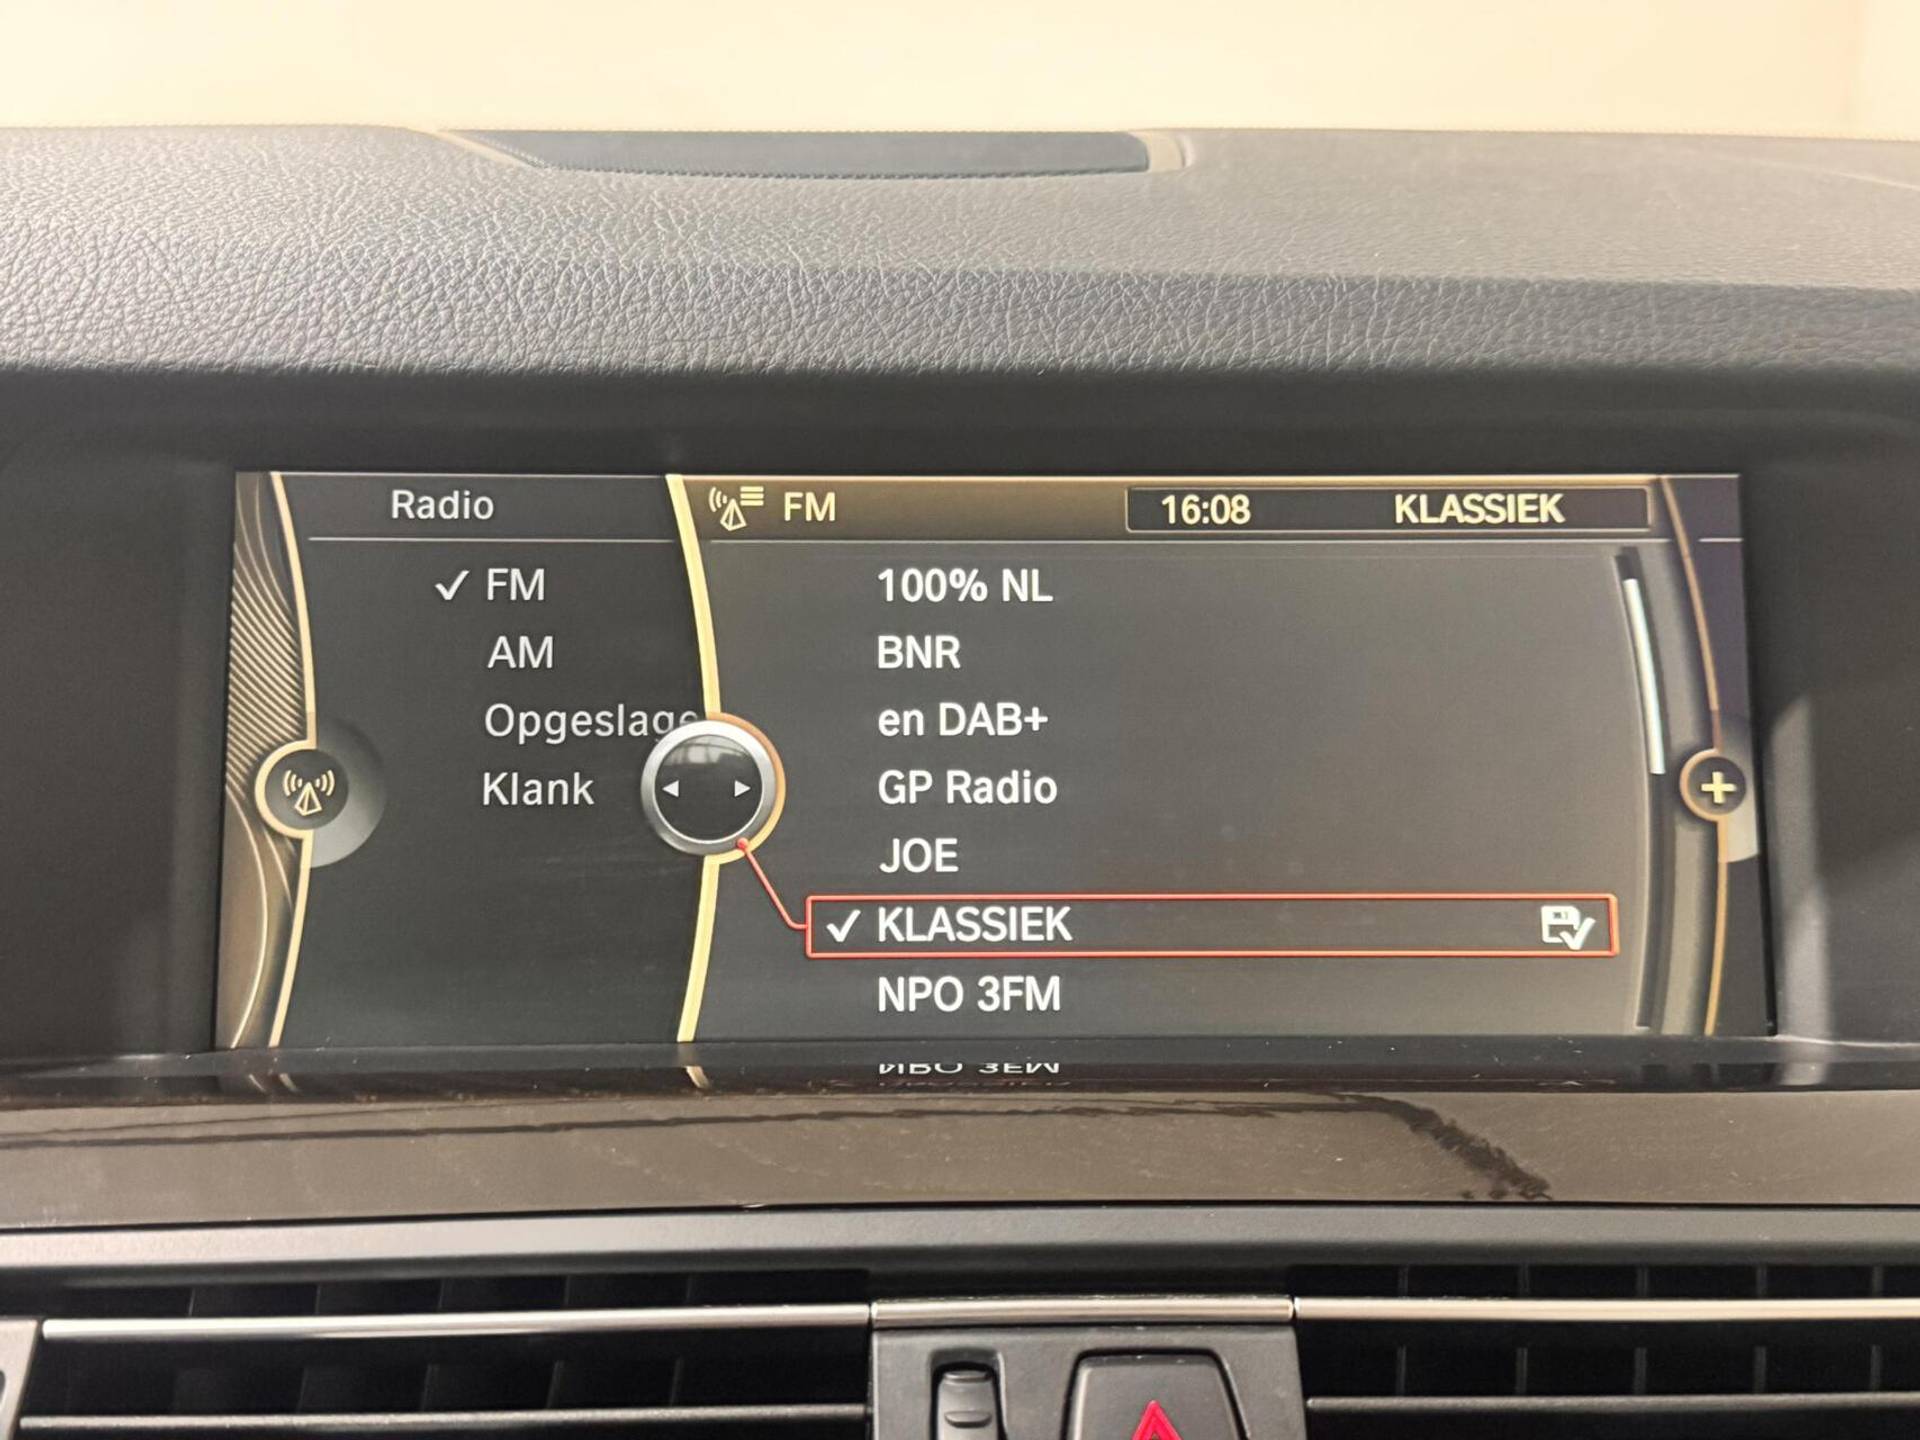 Radio
FM
16:08 KLASSIEK
✓ FM
AM
Opgeslage
Klank
100% NL
BNR
en DAB+
GP Radio
JOE
✓ KLASSIEK
NPO 3FM